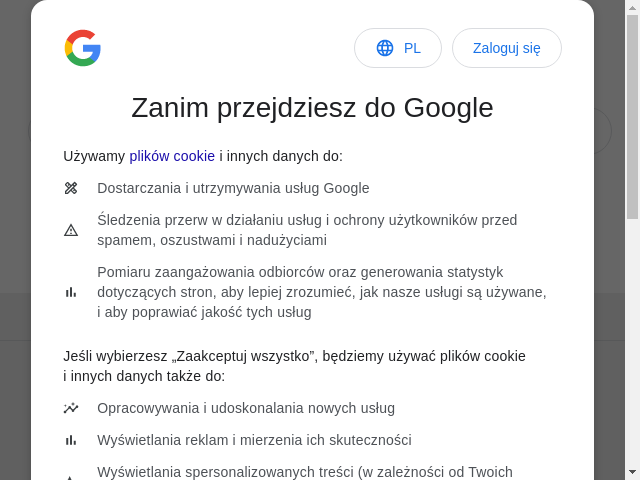 PL
Zaloguj się
Zanim przejdziesz do Google
Używamy plików cookie i innych danych do:
Dostarczania i utrzymywania usług Google
Śledzenia przerw w działaniu usług i ochrony użytkowników przed
spamem, oszustwami i nadużyciami
Pomiaru zaangażowania odbiorców oraz generowania statystyk
dotyczących stron, aby lepiej zrozumieć, jak nasze usługi są używane,
i aby poprawiać jakość tych usług
Jeśli wybierzesz „Zaakceptuj wszystko”, będziemy używać plików cookie
i innych danych także do:
Opracowywania i udoskonalania nowych usług
Wyświetlania reklam i mierzenia ich skuteczności
Wyświetlania spersonalizowanych treści (w zależności od Twoich